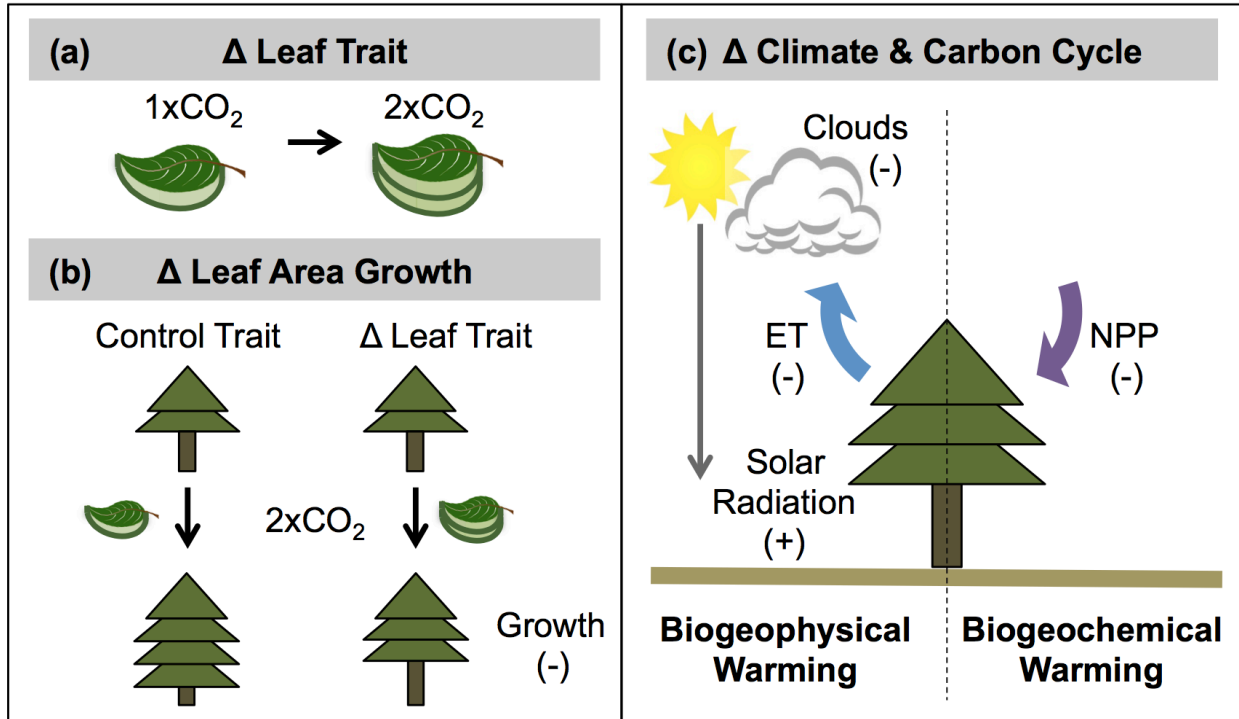 (a) Δ Leaf Trait
1xCO₂
2xCO₂
(b) Δ Leaf Area Growth
Control Trait
Δ Leaf Trait
2xCO₂
Growth
(-)
(c) Δ Climate & Carbon Cycle
Clouds
(-)
ET
(-)
NPP
(-)
Solar
Radiation
(+)
Biogeophysical
Warming
Biogeochemical
Warming